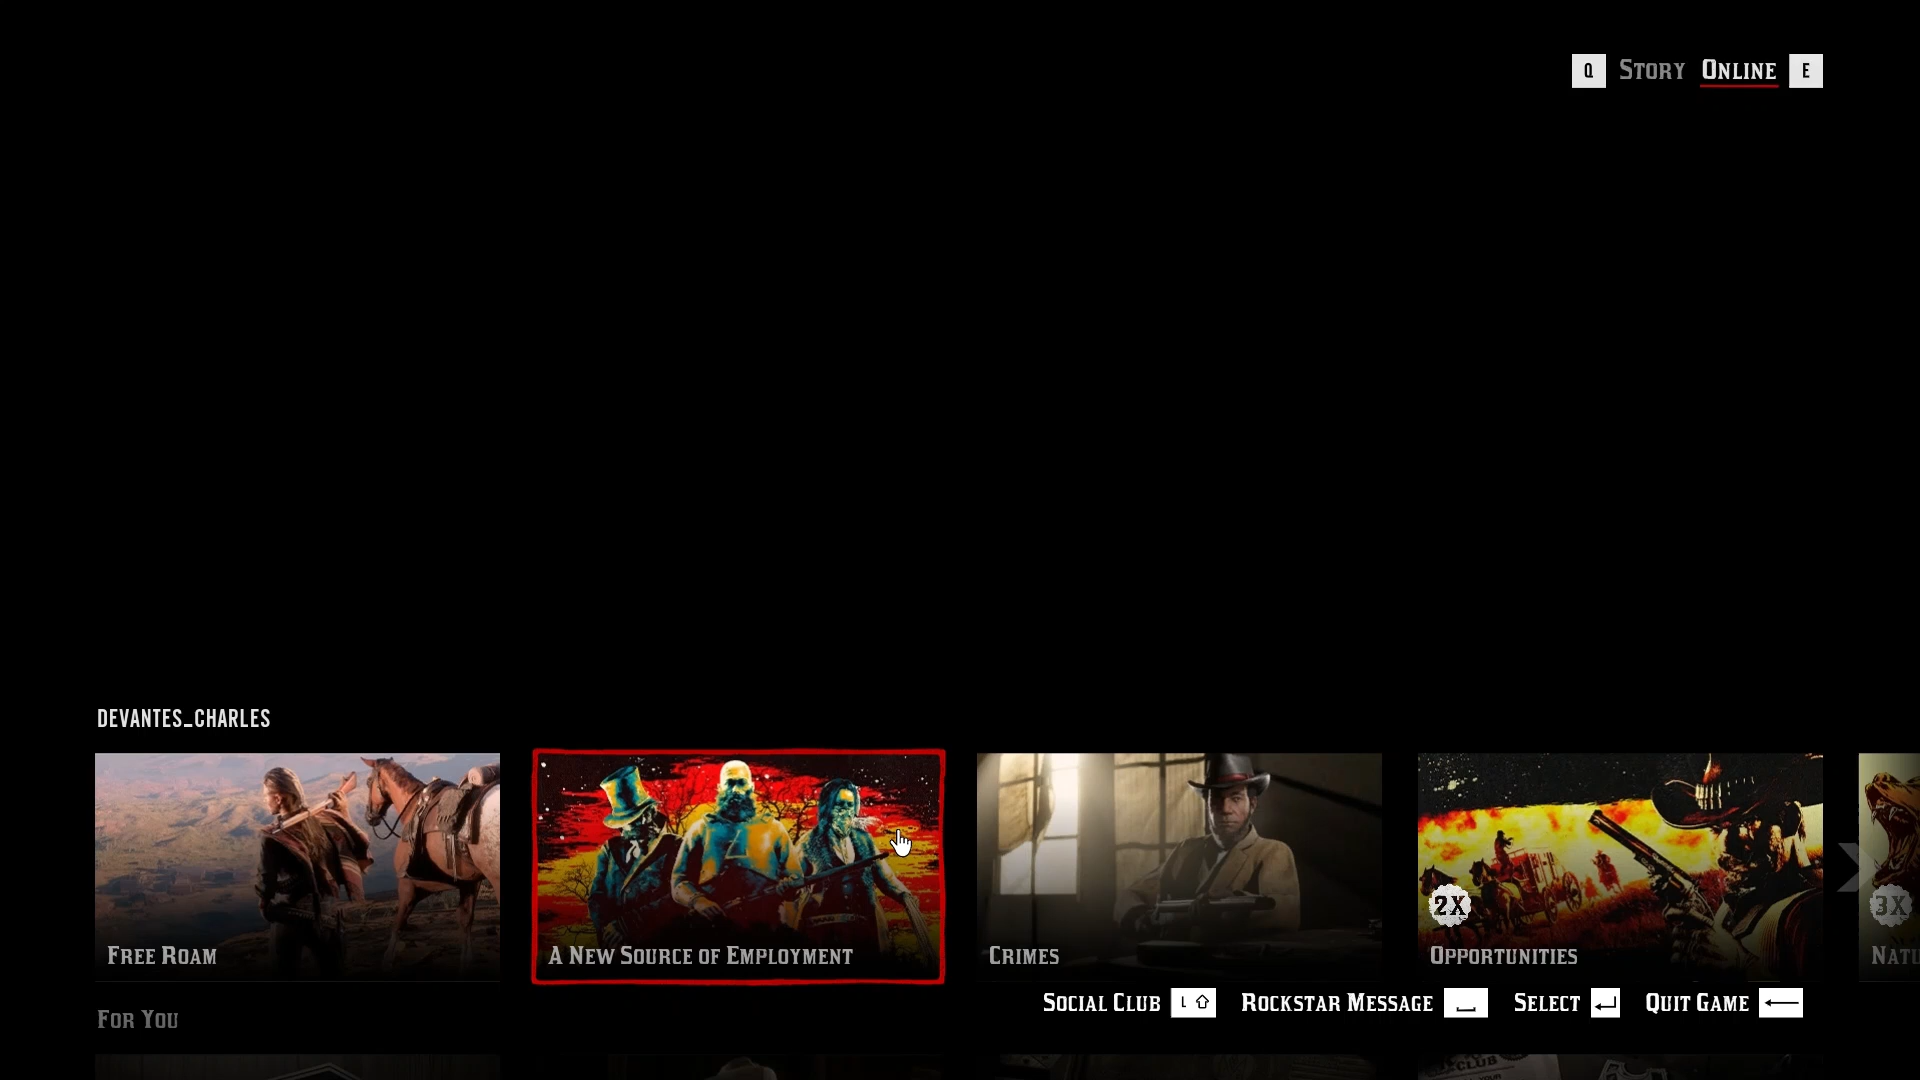 Q Story Online E
DEVANTES_CHARLES
Free Roam
A New Source of Employment
Crimes
2X
Opportunities
3X
Social Club L Rockstar Message Select Quit Game
For You